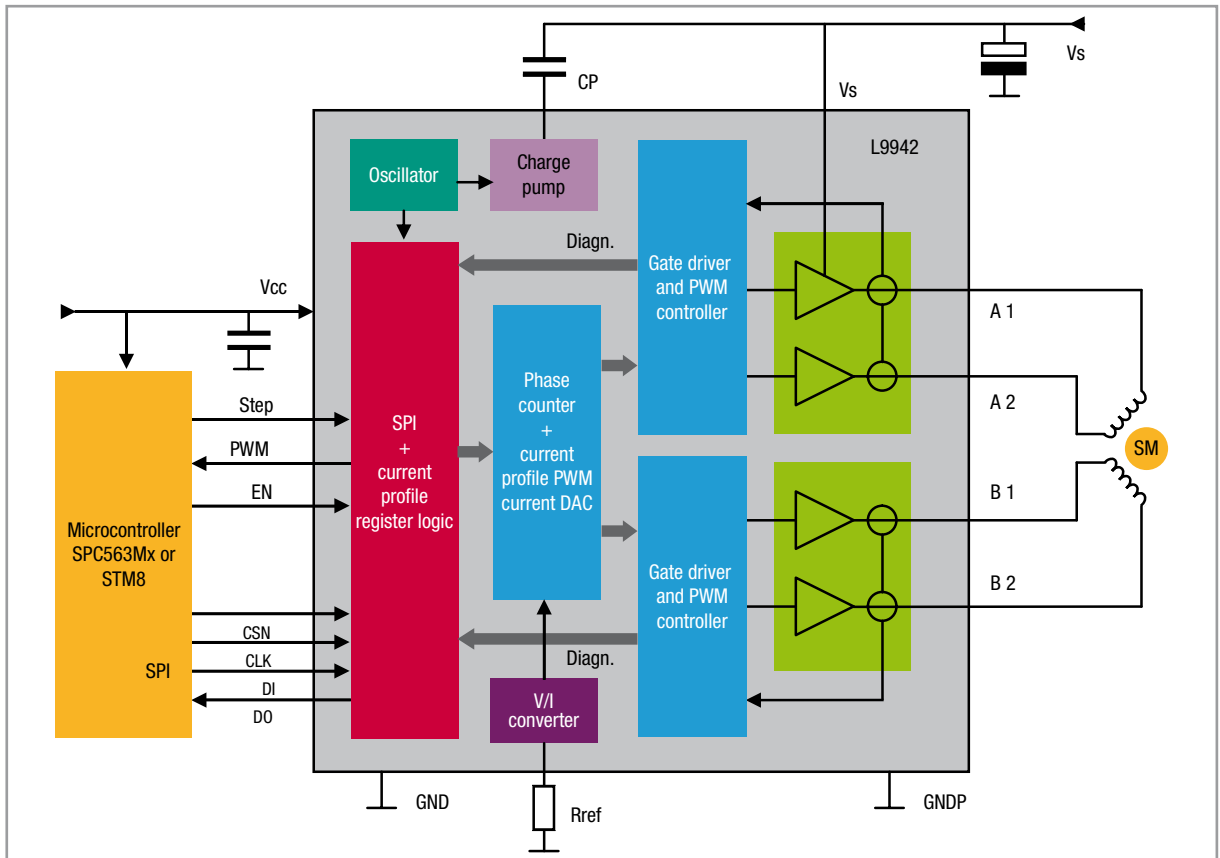 Vs
CP
Vs
L9942
Oscillator
Charge
pump
Diagn.
Gate driver
and PWM
controller
Vcc
A 1
Phase
counter
+
current
profile PWM
current DAC
A 2
Step
SPI
+
current
profile
register logic
PWM
SM
EN
B 1
Microcontroller
SPC563Mx or
STM8
Gate driver
and PWM
controller
B 2
CSN
SPI
CLK
Diagn.
DI
DO
V/I
converter
GND
Rref
GNDP